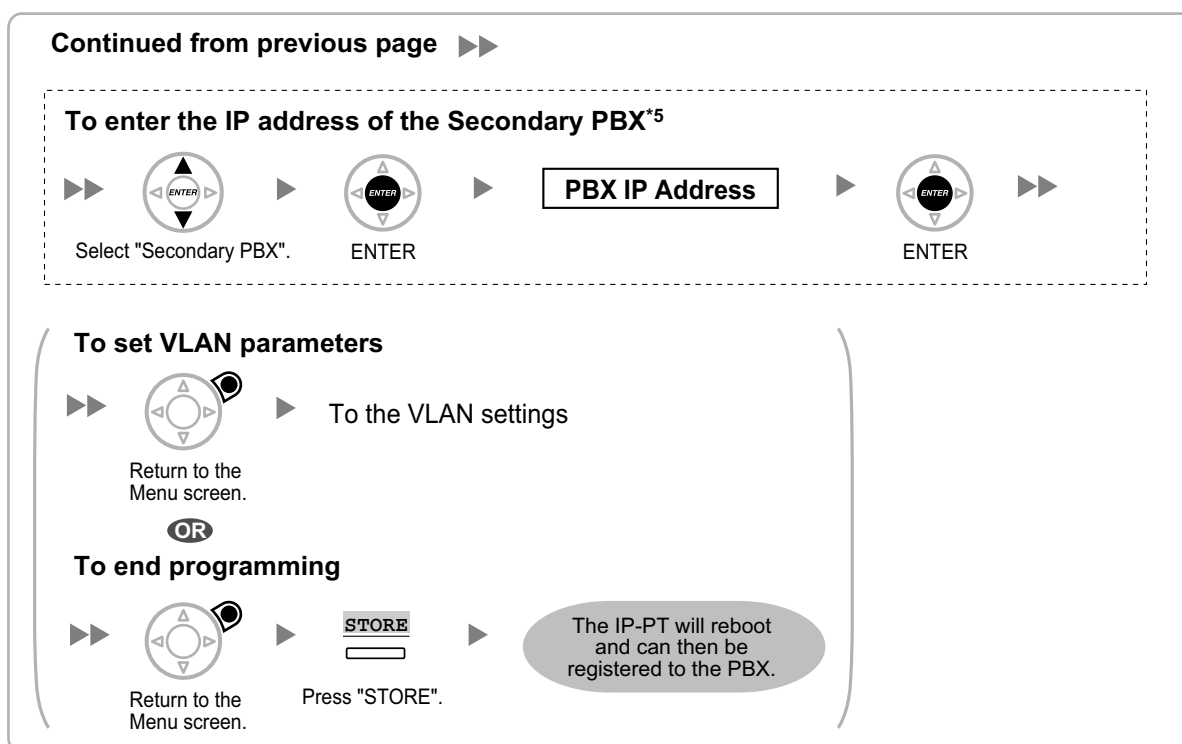 Continued from previous page
To enter the IP address of the Secondary PBX*5
ENTER
ENTER
PBX IP Address
ENTER
Select "Secondary PBX".
ENTER
ENTER
To set VLAN parameters
To the VLAN settings
Return to the
Menu screen.
OR
To end programming
STORE
The IP-PT will reboot
and can then be
registered to the PBX.
Return to the
Menu screen.
Press "STORE".